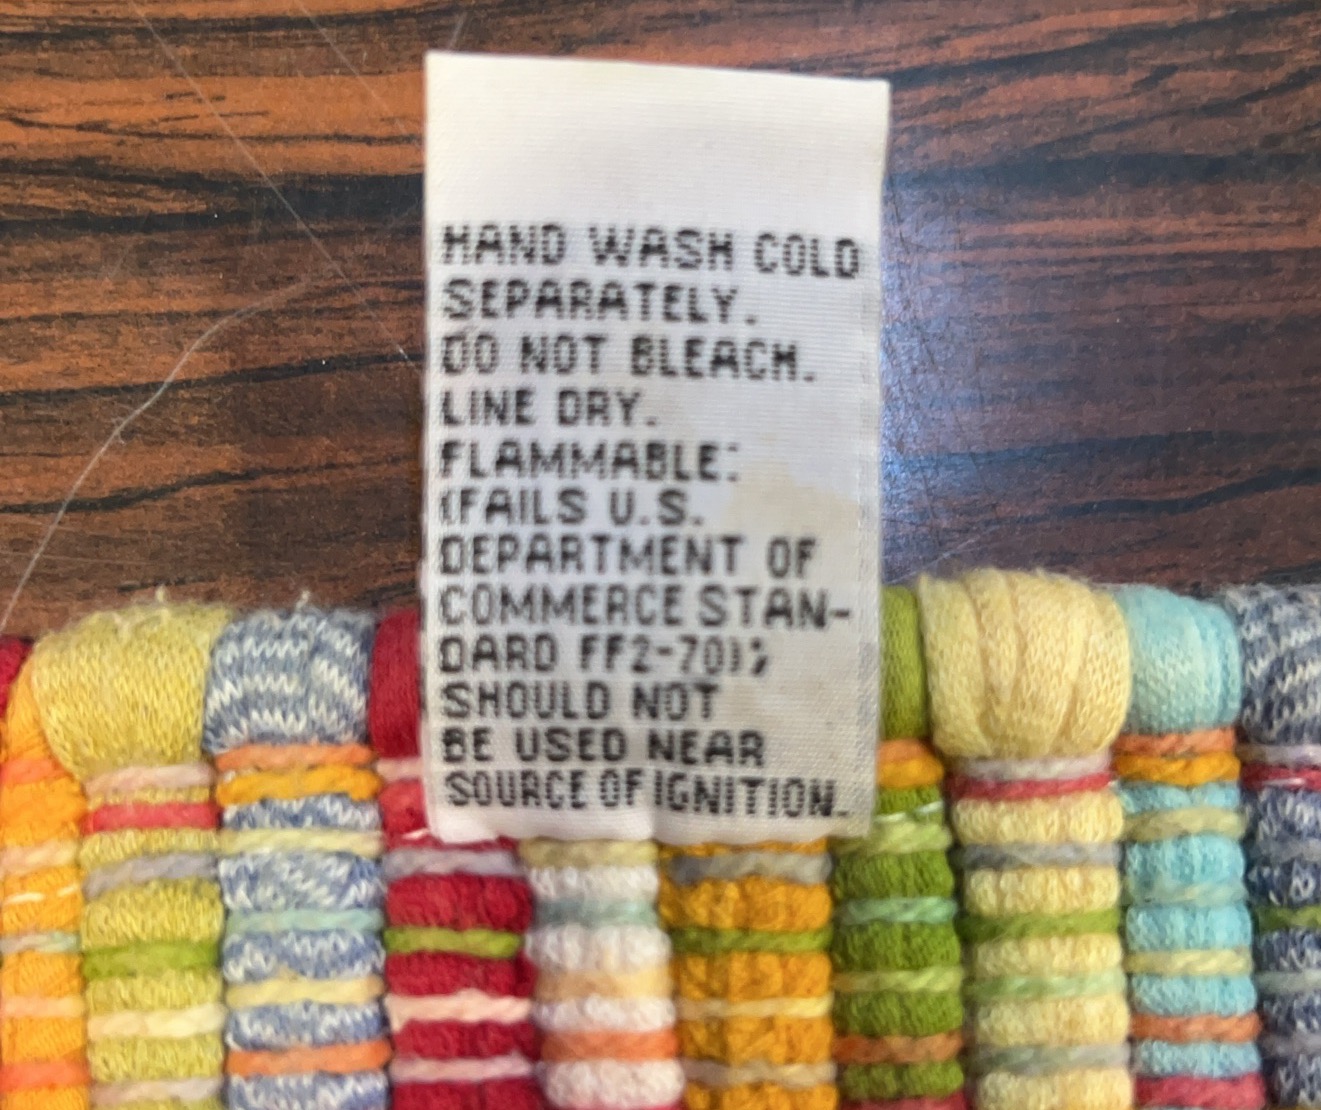 HAND WASH COLD
SEPARATELY.
DO NOT BLEACH.
LINE DRY.
FLAMMABLE:
(FAILS U.S.
DEPARTMENT OF
COMMERCE STAN-
DARD FF2-70);
SHOULD NOT
BE USED NEAR
SOURCE OF IGNITION.